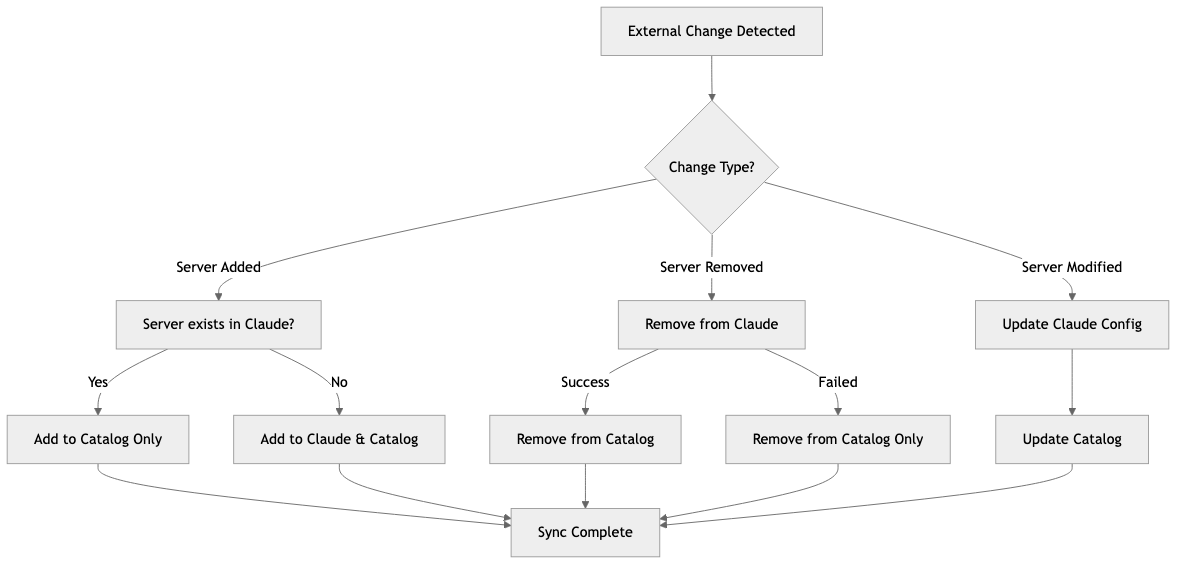 External Change Detected
Change Type?
Server Added
Server Removed
Server Modified
Server exists in Claude?
Remove from Claude
Update Claude Config
Yes
No
Success
Failed
Add to Catalog Only
Add to Claude & Catalog
Remove from Catalog
Remove from Catalog Only
Update Catalog
Sync Complete